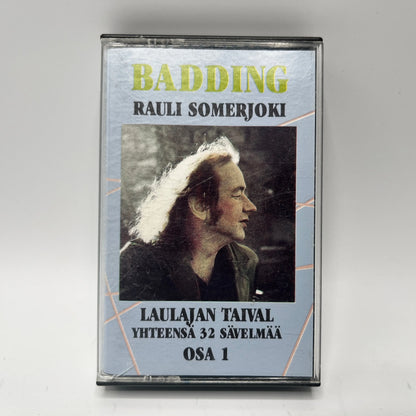 BADDING
RAULI SOMERJOKI
LAULAJAN TAIVAL
YHTEENSÄ 32 SÄVELMÄÄ
OSA 1